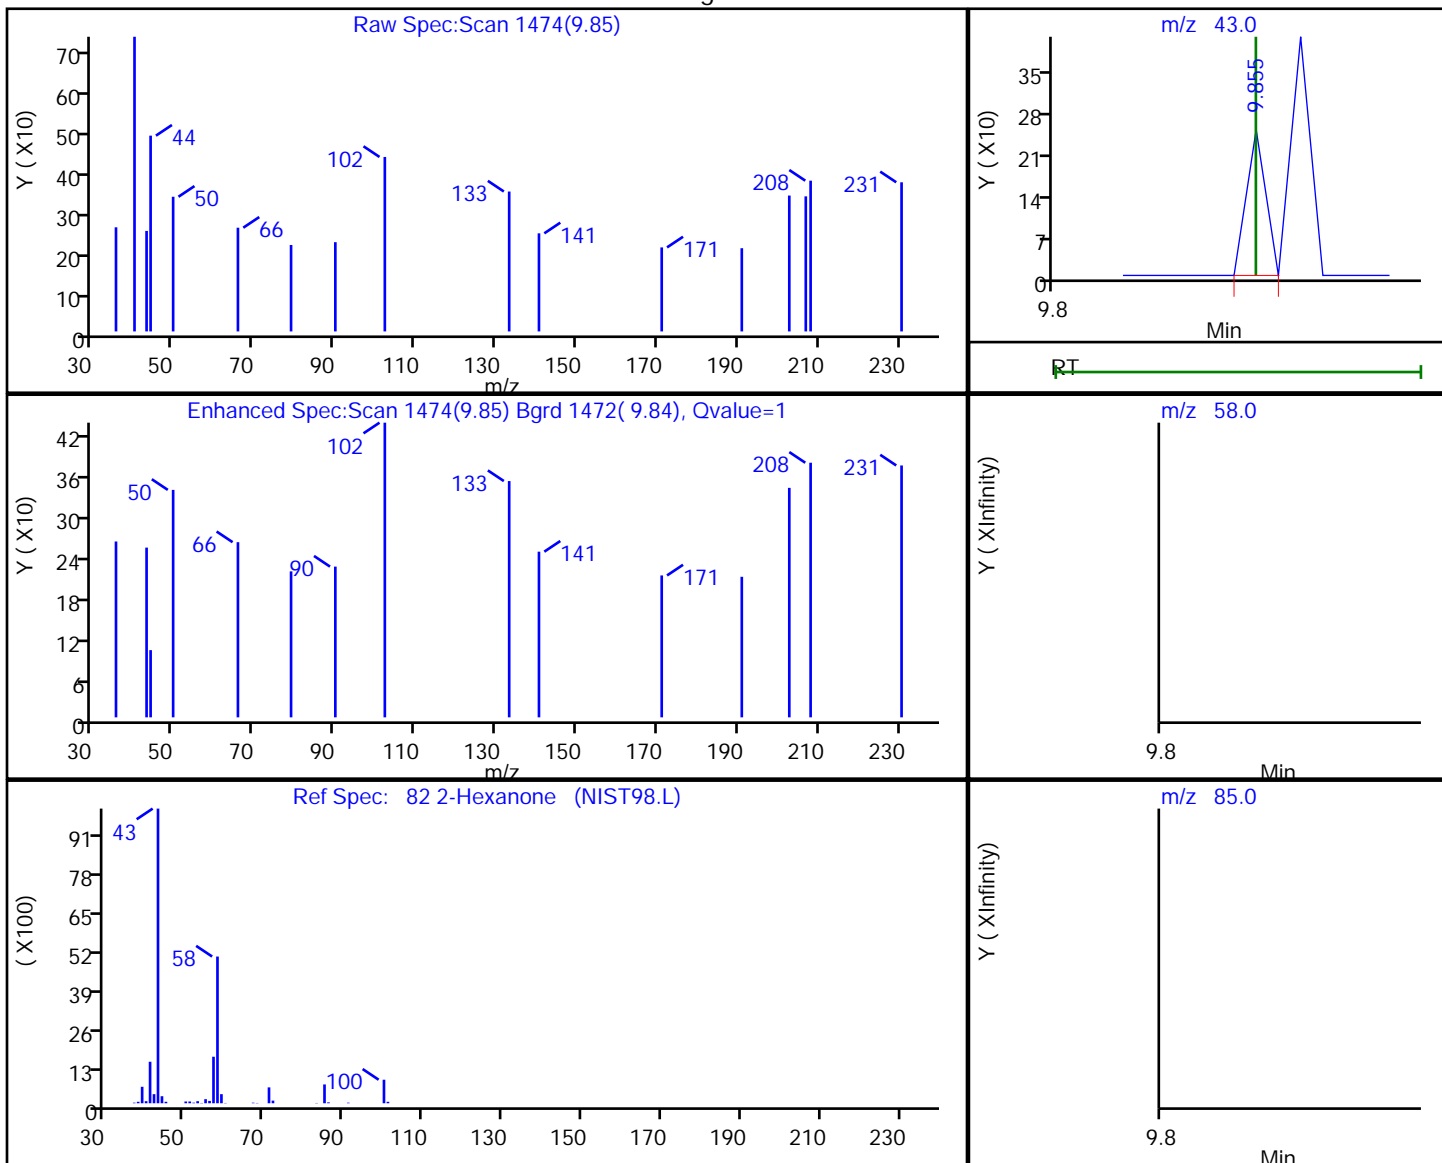 Raw Spec:Scan 1474(9.85)
Y ( X10)
70
60
50
40
30
20
10
0
44
50
66
102
133
141
171
208
231
30 50 70 90 110 130 150 170 190 210 230
m/z
m/z 43.0
Y ( X10)
35
28
21
14
7
0
9.855
9.8
Min
RT
Enhanced Spec:Scan 1474(9.85) Bgrd 1472( 9.84), Qvalue=1
Y ( X10)
42
36
30
24
18
12
6
0
50
66
90
102
133
141
171
208
231
30 50 70 90 110 130 150 170 190 210 230
m/z
m/z 58.0
Y ( XInfinity)
9.8
Min
Ref Spec: 82 2-Hexanone (NIST98.L)
( X100)
91
78
65
52
39
26
13
0
43
58
100
30 50 70 90 110 130 150 170 190 210 230
m/z 85.0
Y ( XInfinity)
9.8
Min